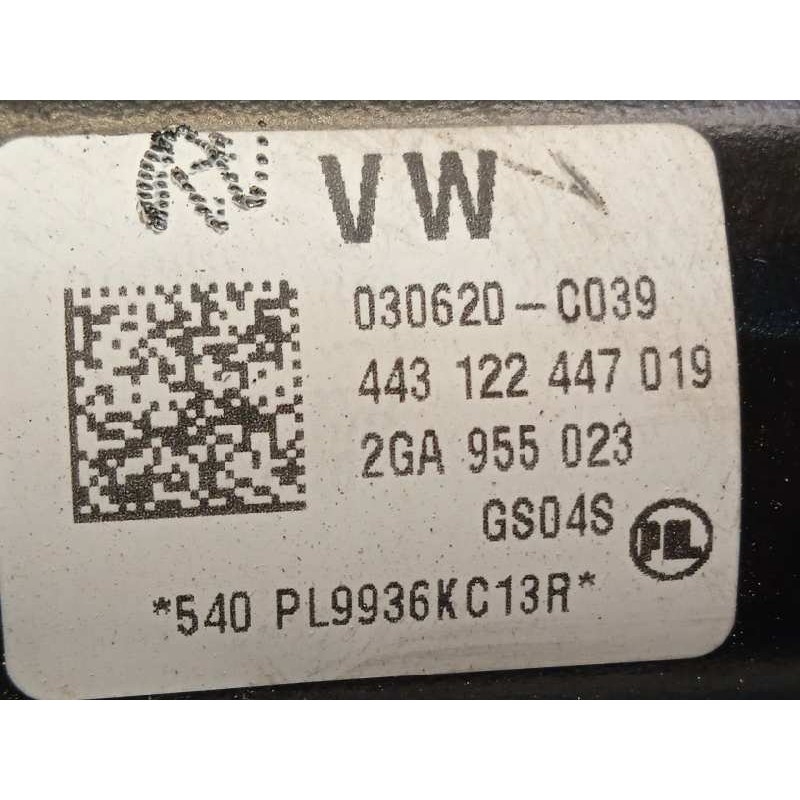 VW
030620-C039
443 122 447 019
2GA 955 023
GS04S
PL
*540 PL9936KC13R*